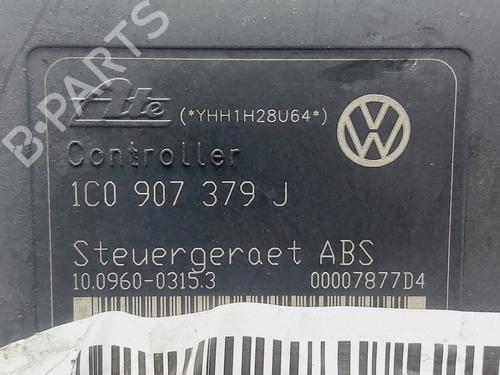 Ate (*YHH1H28U64*)
Controller
1C0 907 379 J
Steuergeraet ABS
10.0960-0315.3 00007877D4
B-PARTS